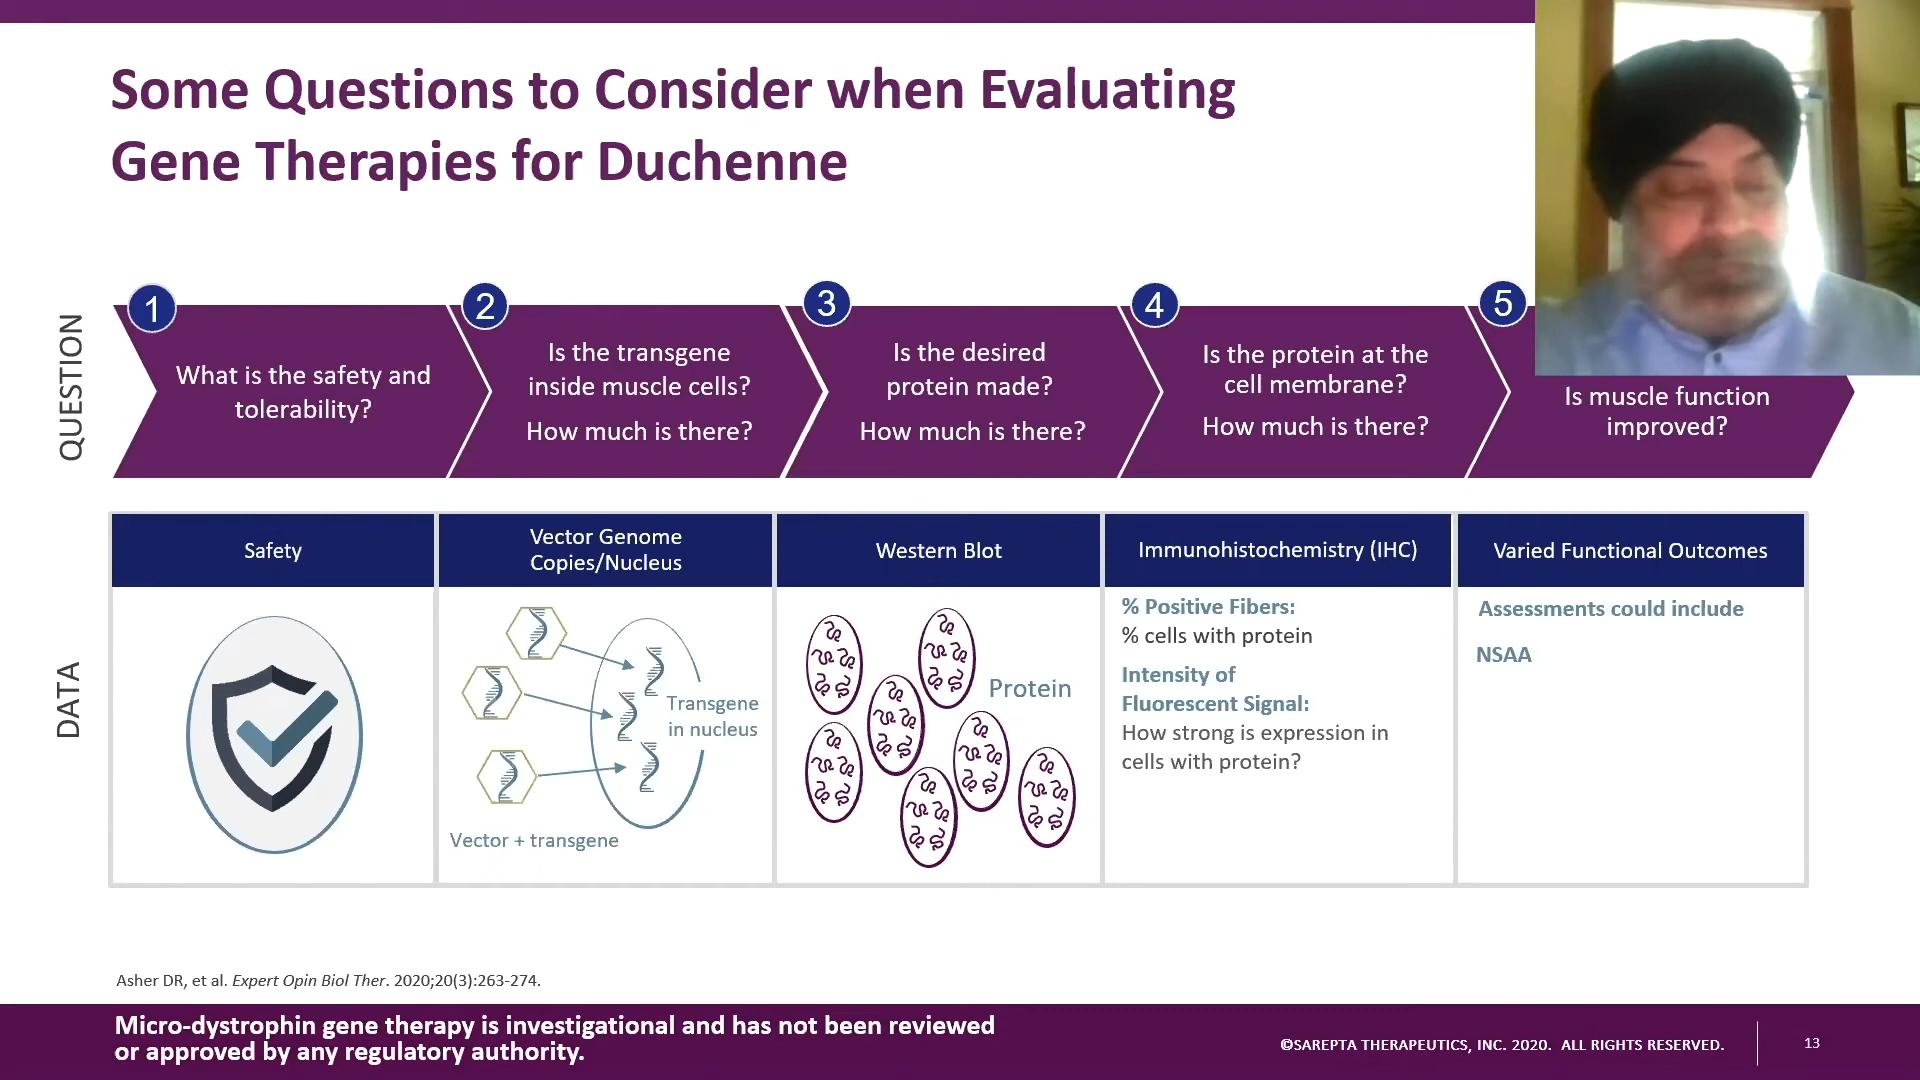 Some Questions to Consider when Evaluating
Gene Therapies for Duchenne
QUESTION
1
What is the safety and
tolerability?
2
Is the transgene
inside muscle cells?
How much is there?
3
Is the desired
protein made?
How much is there?
4
Is the protein at the
cell membrane?
How much is there?
5
Is muscle function
improved?
DATA
Safety
Vector Genome
Copies/Nucleus
Transgene
in nucleus
Vector + transgene
Western Blot
Protein
Immunohistochemistry (IHC)
% Positive Fibers:
% cells with protein
Intensity of
Fluorescent Signal:
How strong is expression in
cells with protein?
Varied Functional Outcomes
Assessments could include
NSAA
Asher DR, et al. Expert Opin Biol Ther. 2020;20(3):263-274.
Micro-dystrophin gene therapy is investigational and has not been reviewed
or approved by any regulatory authority.
©SAREPTA THERAPEUTICS, INC. 2020. ALL RIGHTS RESERVED.
13